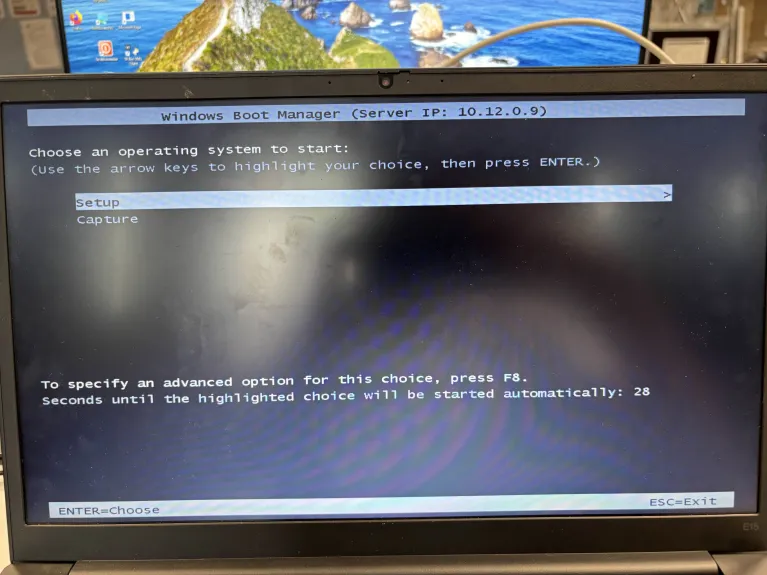 Windows Boot Manager (Server IP: 10.12.0.9)
Choose an operating system to start:
(Use the arrow keys to highlight your choice, then press ENTER.)
Setup >
Capture
To specify an advanced option for this choice, press F8.
Seconds until the highlighted choice will be started automatically: 28
ENTER=Choose ESC=Exit
E15